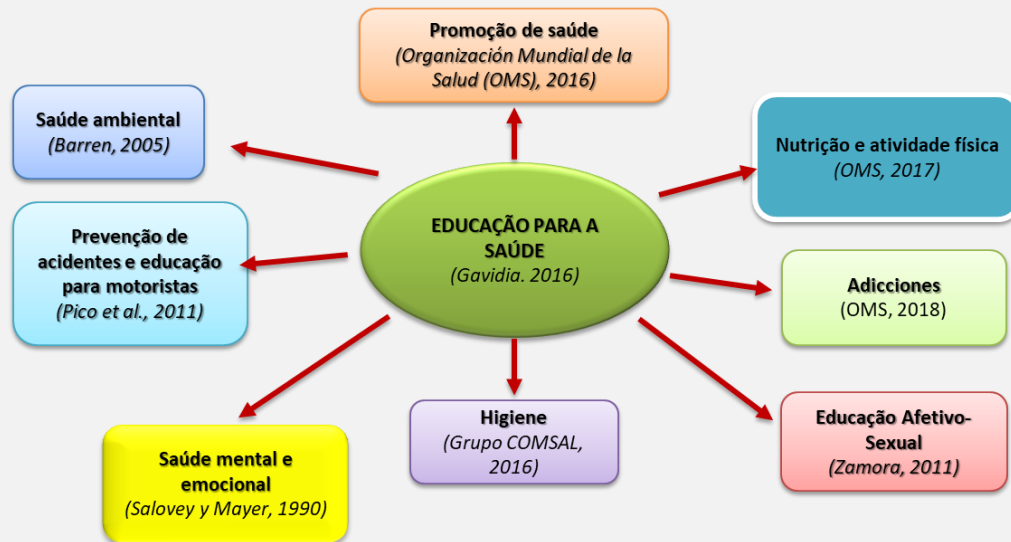 Promoção de saúde
(Organización Mundial de la
Salud (OMS), 2016)
Saúde ambiental
(Barren, 2005)
Nutrição e atividade física
(OMS, 2017)
Prevenção de
acidentes e educação
para motoristas
(Pico et al., 2011)
EDUCAÇÃO PARA A
SAÚDE
(Gavidia. 2016)
Adicciones
(OMS, 2018)
Saúde mental e
emocional
(Salovey y Mayer, 1990)
Higiene
(Grupo COMSAL,
2016)
Educação Afetivo-
Sexual
(Zamora, 2011)